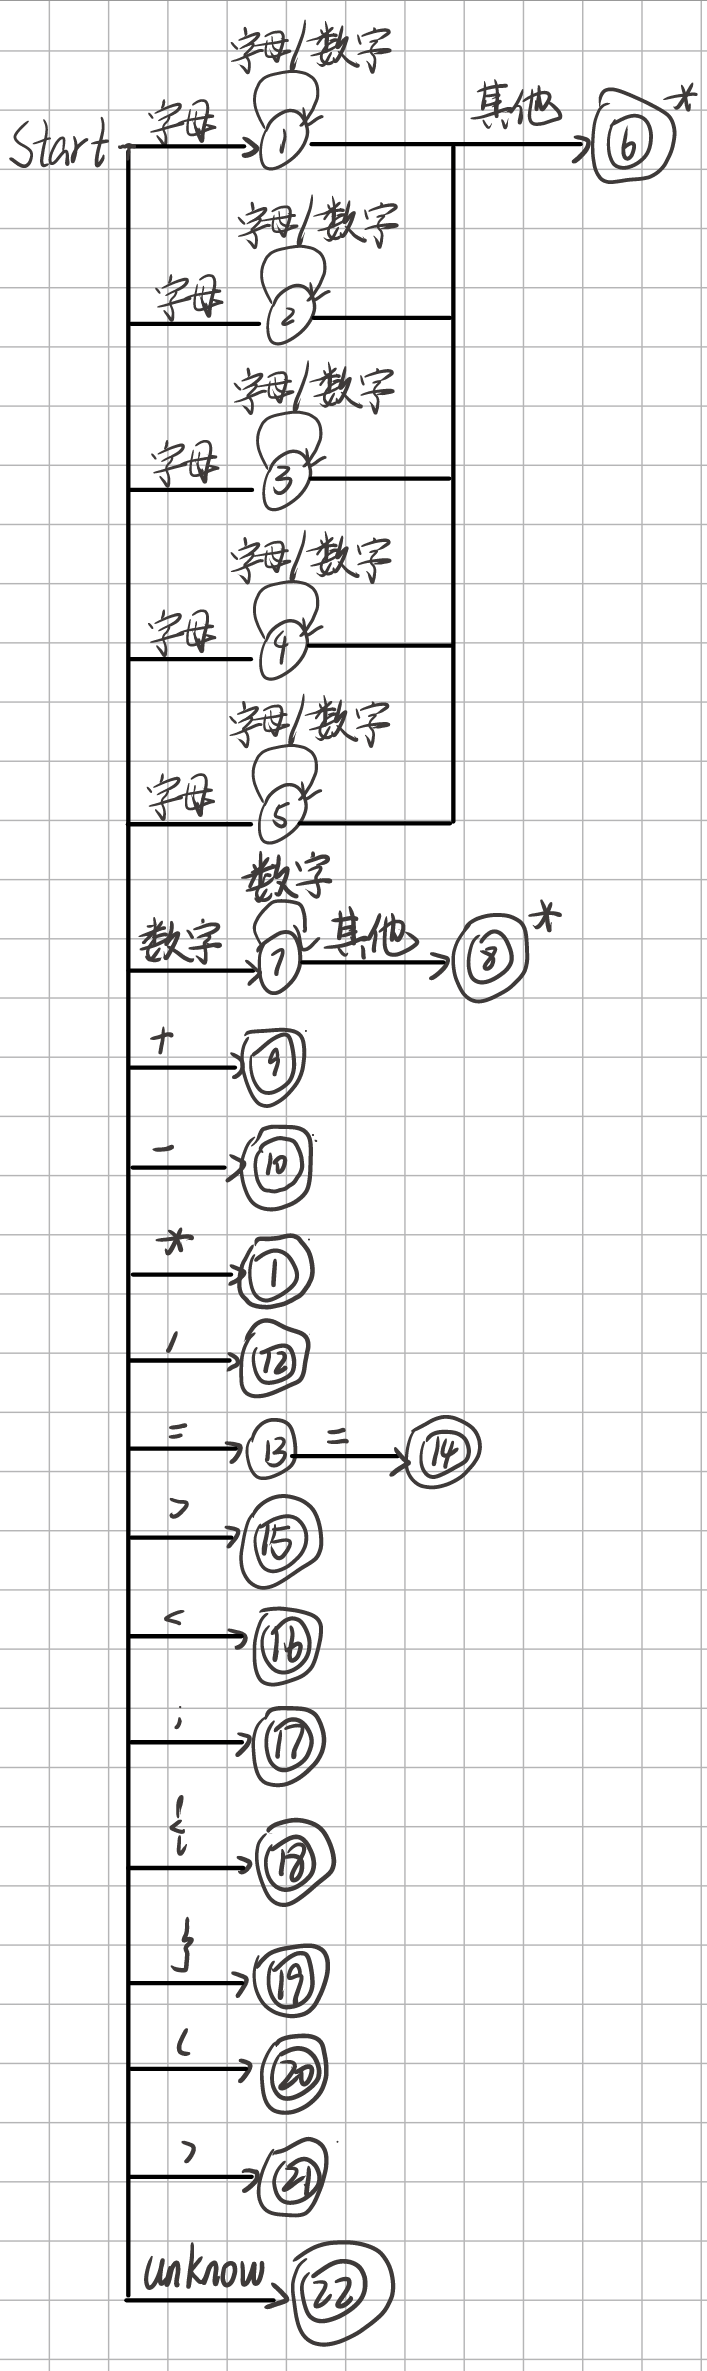 字母/数字
Start 字母 1 其他 6 *
字母/数字
字母 2
字母/数字
字母 3
字母/数字
字母 4
字母/数字
字母 5
数字
数字 7 其他 8 *
+ 9
- 10
* 1
/ 12
= 13 = 14
> 15
< 16
; 17
{ 18
} 19
( 20
) 21
unknow 22